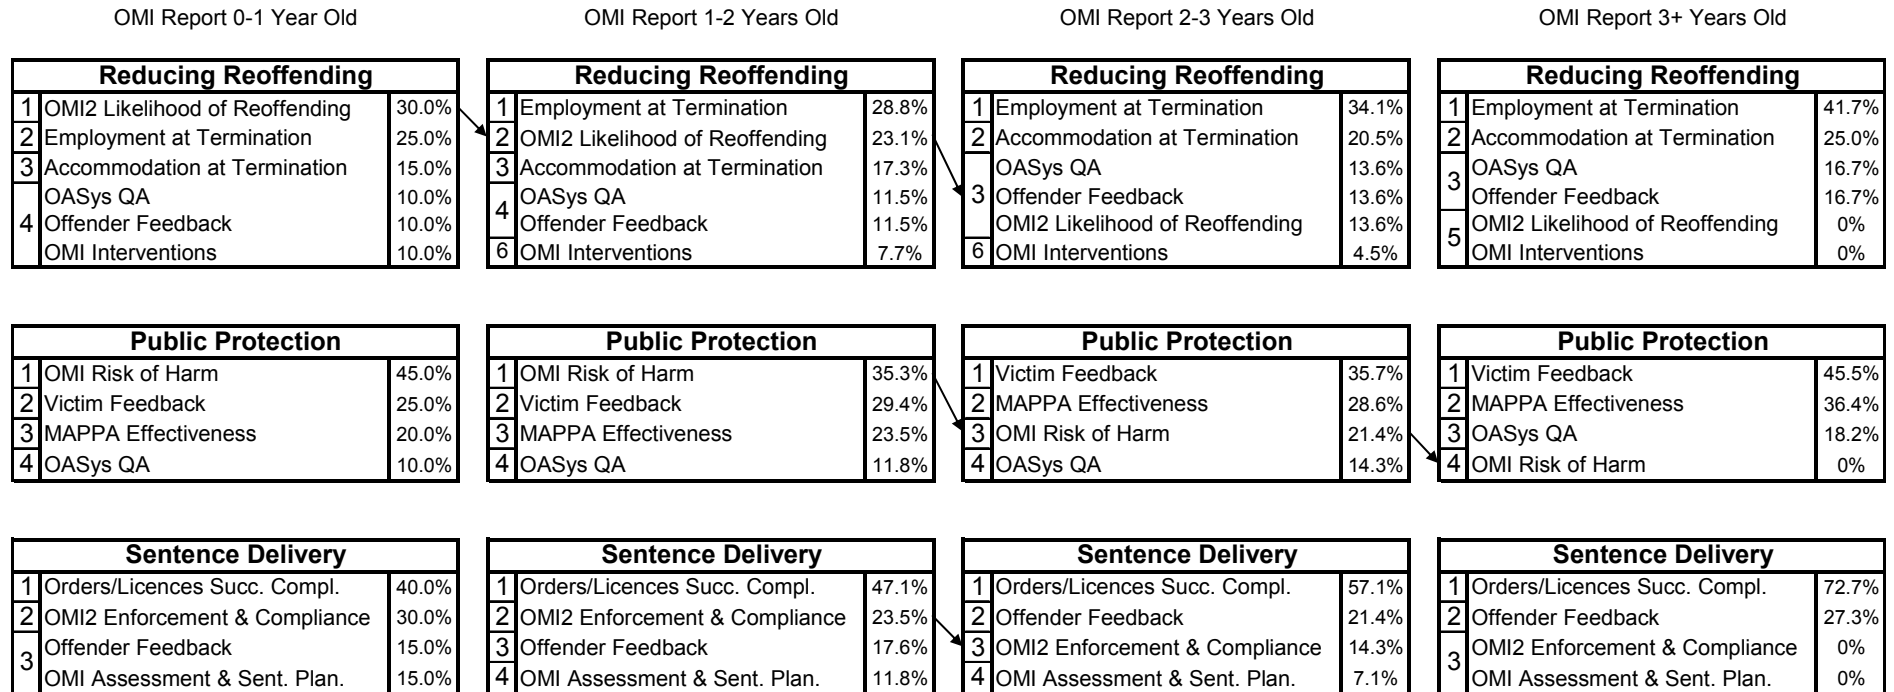 OMI Report 0-1 Year Old OMI Report 1-2 Years Old OMI Report 2-3 Years Old OMI Report 3+ Years Old
Reducing Reoffending
1 OMI2 Likelihood of Reoffending 30.0%
2 Employment at Termination 25.0%
3 Accommodation at Termination 15.0%
OASys QA 10.0%
4 Offender Feedback 10.0%
OMI Interventions 10.0%
Reducing Reoffending
1 Employment at Termination 28.8%
2 OMI2 Likelihood of Reoffending 23.1%
3 Accommodation at Termination 17.3%
4 OASys QA 11.5%
Offender Feedback 11.5%
6 OMI Interventions 7.7%
Reducing Reoffending
1 Employment at Termination 34.1%
2 Accommodation at Termination 20.5%
OASys QA 13.6%
3 Offender Feedback 13.6%
OMI2 Likelihood of Reoffending 13.6%
6 OMI Interventions 4.5%
Reducing Reoffending
1 Employment at Termination 41.7%
2 Accommodation at Termination 25.0%
3 OASys QA 16.7%
Offender Feedback 16.7%
5 OMI2 Likelihood of Reoffending 0%
OMI Interventions 0%
Public Protection
1 OMI Risk of Harm 45.0%
2 Victim Feedback 25.0%
3 MAPPA Effectiveness 20.0%
4 OASys QA 10.0%
Public Protection
1 OMI Risk of Harm 35.3%
2 Victim Feedback 29.4%
3 MAPPA Effectiveness 23.5%
4 OASys QA 11.8%
Public Protection
1 Victim Feedback 35.7%
2 MAPPA Effectiveness 28.6%
3 OMI Risk of Harm 21.4%
4 OASys QA 14.3%
Public Protection
1 Victim Feedback 45.5%
2 MAPPA Effectiveness 36.4%
3 OASys QA 18.2%
4 OMI Risk of Harm 0%
Sentence Delivery
1 Orders/Licences Succ. Compl. 40.0%
2 OMI2 Enforcement & Compliance 30.0%
3 Offender Feedback 15.0%
OMI Assessment & Sent. Plan. 15.0%
Sentence Delivery
1 Orders/Licences Succ. Compl. 47.1%
2 OMI2 Enforcement & Compliance 23.5%
3 Offender Feedback 17.6%
4 OMI Assessment & Sent. Plan. 11.8%
Sentence Delivery
1 Orders/Licences Succ. Compl. 57.1%
2 Offender Feedback 21.4%
3 OMI2 Enforcement & Compliance 14.3%
4 OMI Assessment & Sent. Plan. 7.1%
Sentence Delivery
1 Orders/Licences Succ. Compl. 72.7%
2 Offender Feedback 27.3%
3 OMI2 Enforcement & Compliance 0%
OMI Assessment & Sent. Plan. 0%